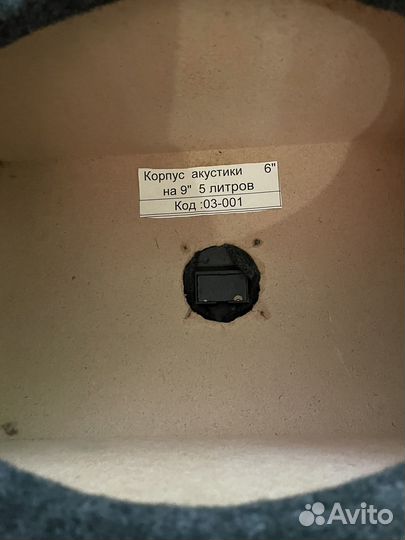 Корпус акустики 6"
на 9" 5 литров
Код :03-001
Avito